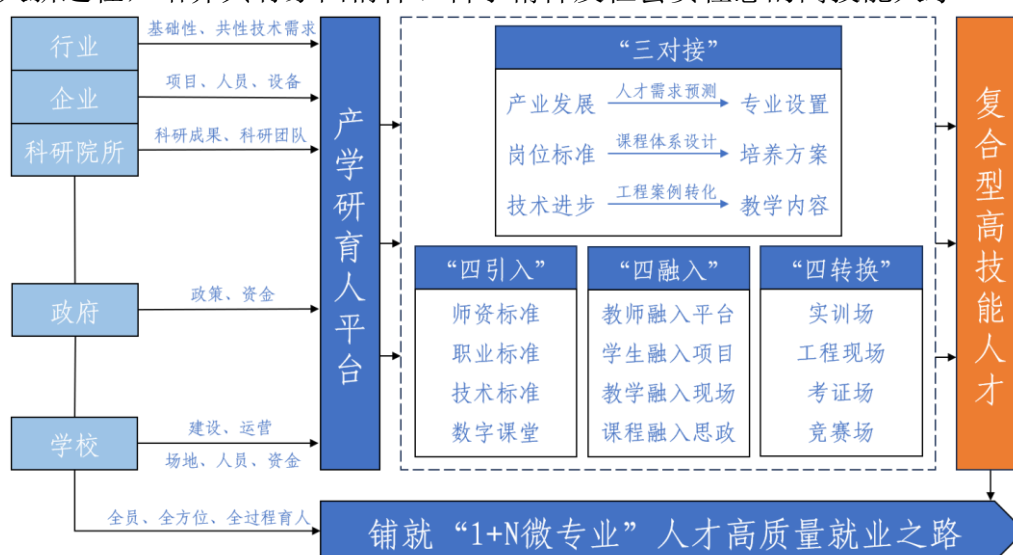 行业
基础性、共性技术需求
企业
项目、人员、设备
科研院所
科研成果、科研团队
政府
政策、资金
学校
建设、运营
场地、人员、资金
全员、全方位、全过程育人
产学研育人平台
“三对接”
产业发展 人才需求预测 专业设置
岗位标准 课程体系设计 培养方案
技术进步 工程案例转化 教学内容
“四引入”
师资标准
职业标准
技术标准
数字课堂
“四融入”
教师融入平台
学生融入项目
教学融入现场
课程融入思政
“四转换”
实训场
工程现场
考证场
竞赛场
复合型高技能人才
铺就“1+N微专业”人才高质量就业之路